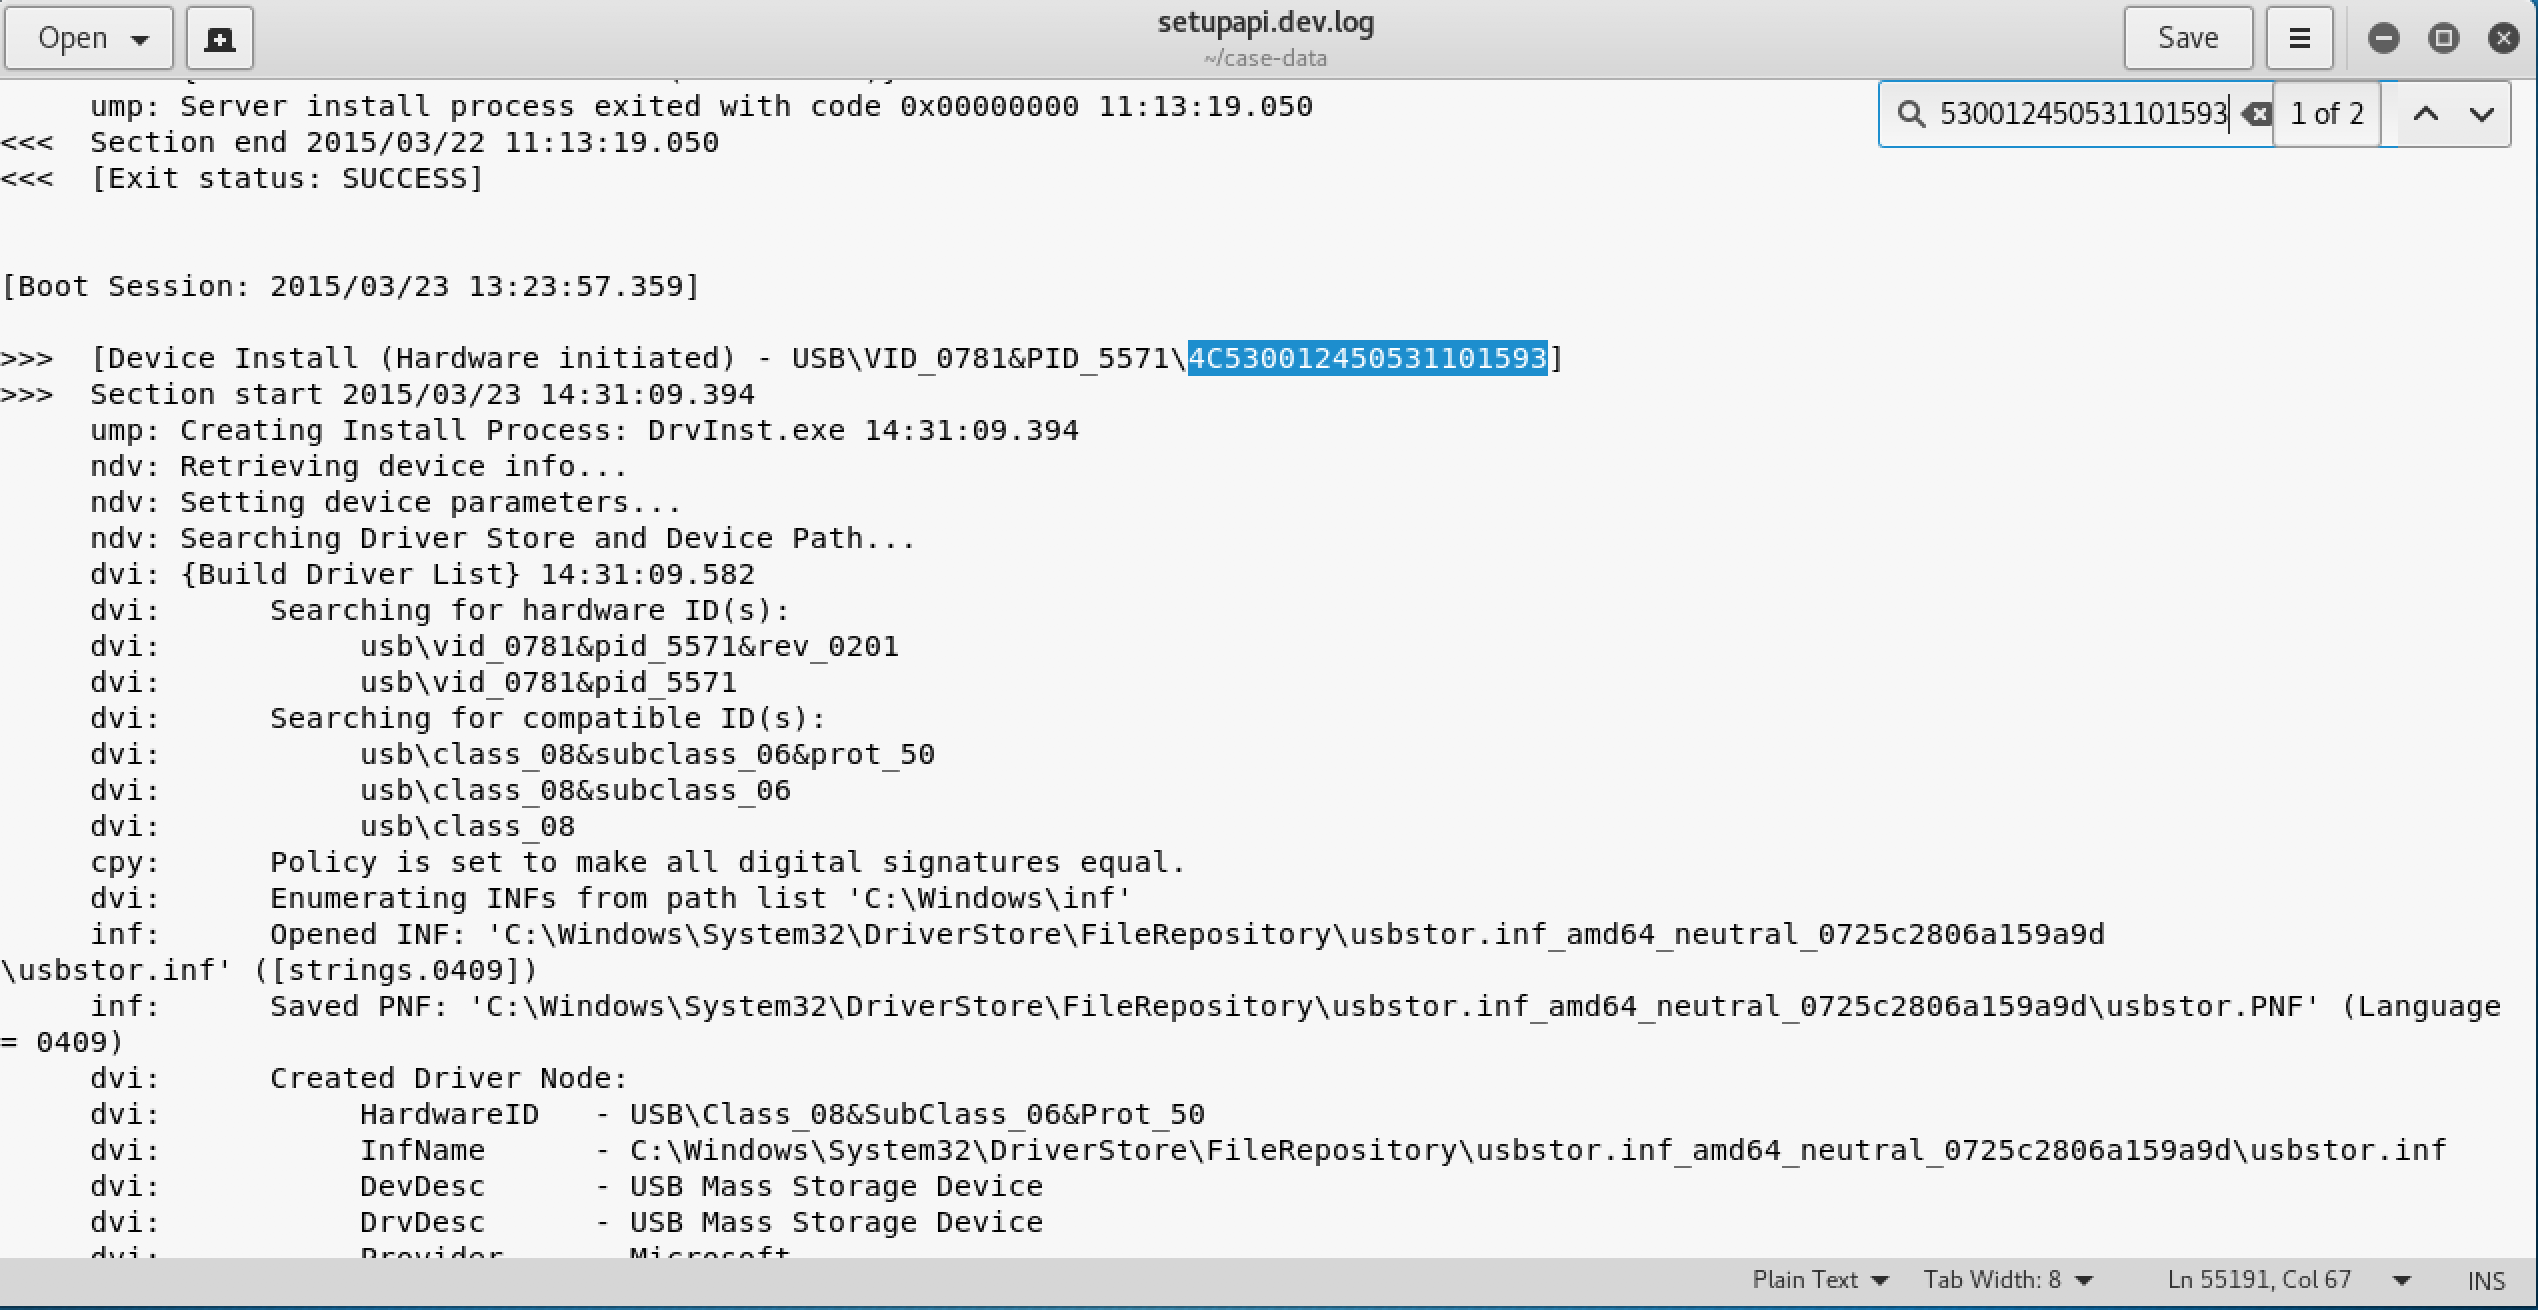 Open
setupapi.dev.log
~/case-data
Save
530012450531101593
1 of 2
ump: Server install process exited with code 0x00000000 11:13:19.050
<<<  Section end 2015/03/22 11:13:19.050
<<<  [Exit status: SUCCESS]
[Boot Session: 2015/03/23 13:23:57.359]
>>>  [Device Install (Hardware initiated) - USB\VID_0781&PID_5571\4C530012450531101593]
>>>  Section start 2015/03/23 14:31:09.394
ump: Creating Install Process: DrvInst.exe 14:31:09.394
ndv: Retrieving device info...
ndv: Setting device parameters...
ndv: Searching Driver Store and Device Path...
dvi: {Build Driver List} 14:31:09.582
dvi:      Searching for hardware ID(s):
dvi:           usb\vid_0781&pid_5571&rev_0201
dvi:           usb\vid_0781&pid_5571
dvi:      Searching for compatible ID(s):
dvi:           usb\class_08&subclass_06&prot_50
dvi:           usb\class_08&subclass_06
dvi:           usb\class_08
cpy:      Policy is set to make all digital signatures equal.
dvi:      Enumerating INFs from path list 'C:\Windows\inf'
inf:      Opened INF: 'C:\Windows\System32\DriverStore\FileRepository\usbstor.inf_amd64_neutral_0725c2806a159a9d
\usbstor.inf' ([strings.0409])
inf:      Saved PNF: 'C:\Windows\System32\DriverStore\FileRepository\usbstor.inf_amd64_neutral_0725c2806a159a9d\usbstor.PNF' (Language
= 0409)
dvi:      Created Driver Node:
dvi:           HardwareID   - USB\Class_08&SubClass_06&Prot_50
dvi:           InfName      - C:\Windows\System32\DriverStore\FileRepository\usbstor.inf_amd64_neutral_0725c2806a159a9d\usbstor.inf
dvi:           DevDesc      - USB Mass Storage Device
dvi:           DrvDesc      - USB Mass Storage Device
dvi:           Provider     - Microsoft
Plain Text
Tab Width: 8
Ln 55191, Col 67
INS